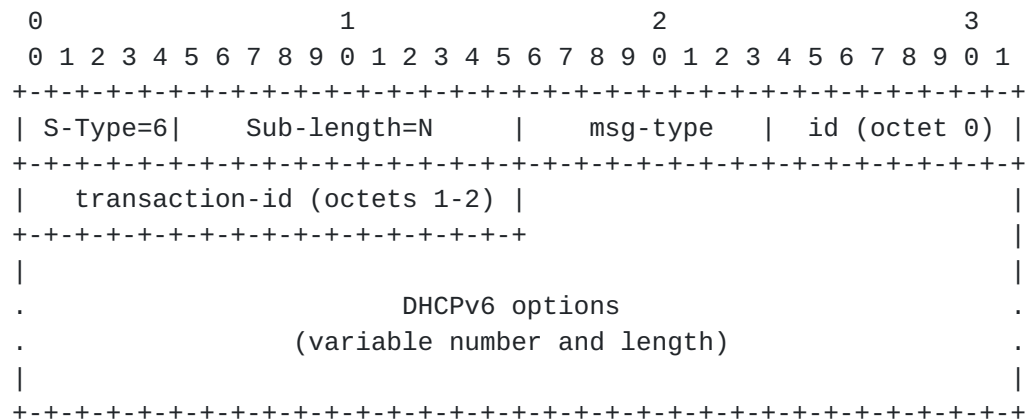 0                   1                   2                   3
 0 1 2 3 4 5 6 7 8 9 0 1 2 3 4 5 6 7 8 9 0 1 2 3 4 5 6 7 8 9 0 1
+-+-+-+-+-+-+-+-+-+-+-+-+-+-+-+-+-+-+-+-+-+-+-+-+-+-+-+-+-+-+-+-+
| S-Type=6|    Sub-length=N     |    msg-type   |  id (octet 0) |
+-+-+-+-+-+-+-+-+-+-+-+-+-+-+-+-+-+-+-+-+-+-+-+-+-+-+-+-+-+-+-+-+
|   transaction-id (octets 1-2) |                               |
+-+-+-+-+-+-+-+-+-+-+-+-+-+-+-+-+                               |
|                                                               |
.                        DHCPv6 options                         .
.                 (variable number and length)                  .
|                                                               |
+-+-+-+-+-+-+-+-+-+-+-+-+-+-+-+-+-+-+-+-+-+-+-+-+-+-+-+-+-+-+-+-+